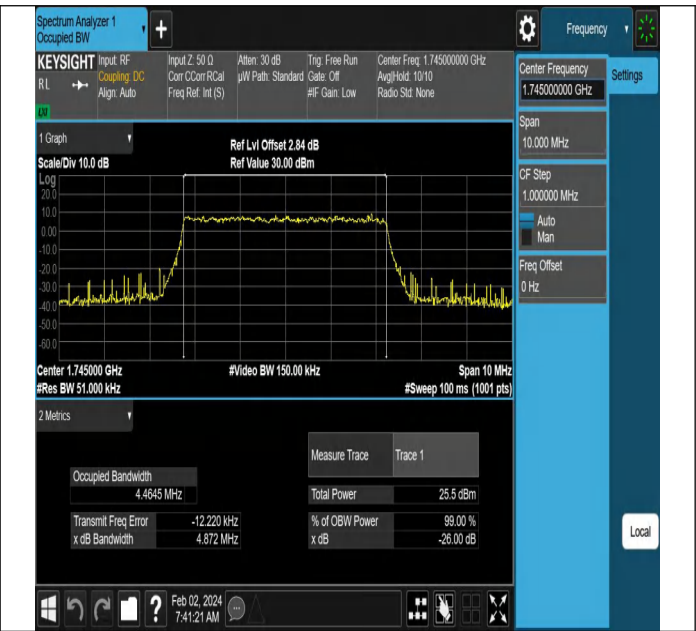 Spectrum Analyzer 1
Occupied BW
Frequency
KEYSIGHT
RL
LXI
Input: RF
Coupling: DC
Align: Auto
Input Z: 50 Ω
Corr CCorr RCal
Freq Ref: Int (S)
Atten: 30 dB
µW Path: Standard
Trig: Free Run
Gate: Off
#IF Gain: Low
Center Freq: 1.745000000 GHz
Avg|Hold: 10/10
Radio Std: None
Center Frequency
1.745000000 GHz
Settings
Span
10.000 MHz
CF Step
1.000000 MHz
Auto
Man
Freq Offset
0 Hz
1 Graph
Ref Lvl Offset 2.84 dB
Scale/Div 10.0 dB
Ref Value 30.00 dBm
Log
20.0
10.0
0.00
-10.0
-20.0
-30.0
-40.0
-50.0
-60.0
Center 1.745000 GHz
#Video BW 150.00 kHz
Span 10 MHz
#Res BW 51.000 kHz
#Sweep 100 ms (1001 pts)
2 Metrics
Measure Trace
Trace 1
Occupied Bandwidth
4.4645 MHz
Total Power
25.5 dBm
Transmit Freq Error
-12.220 kHz
% of OBW Power
99.00 %
x dB Bandwidth
4.872 MHz
x dB
-26.00 dB
Local
Feb 02, 2024
7:41:21 AM